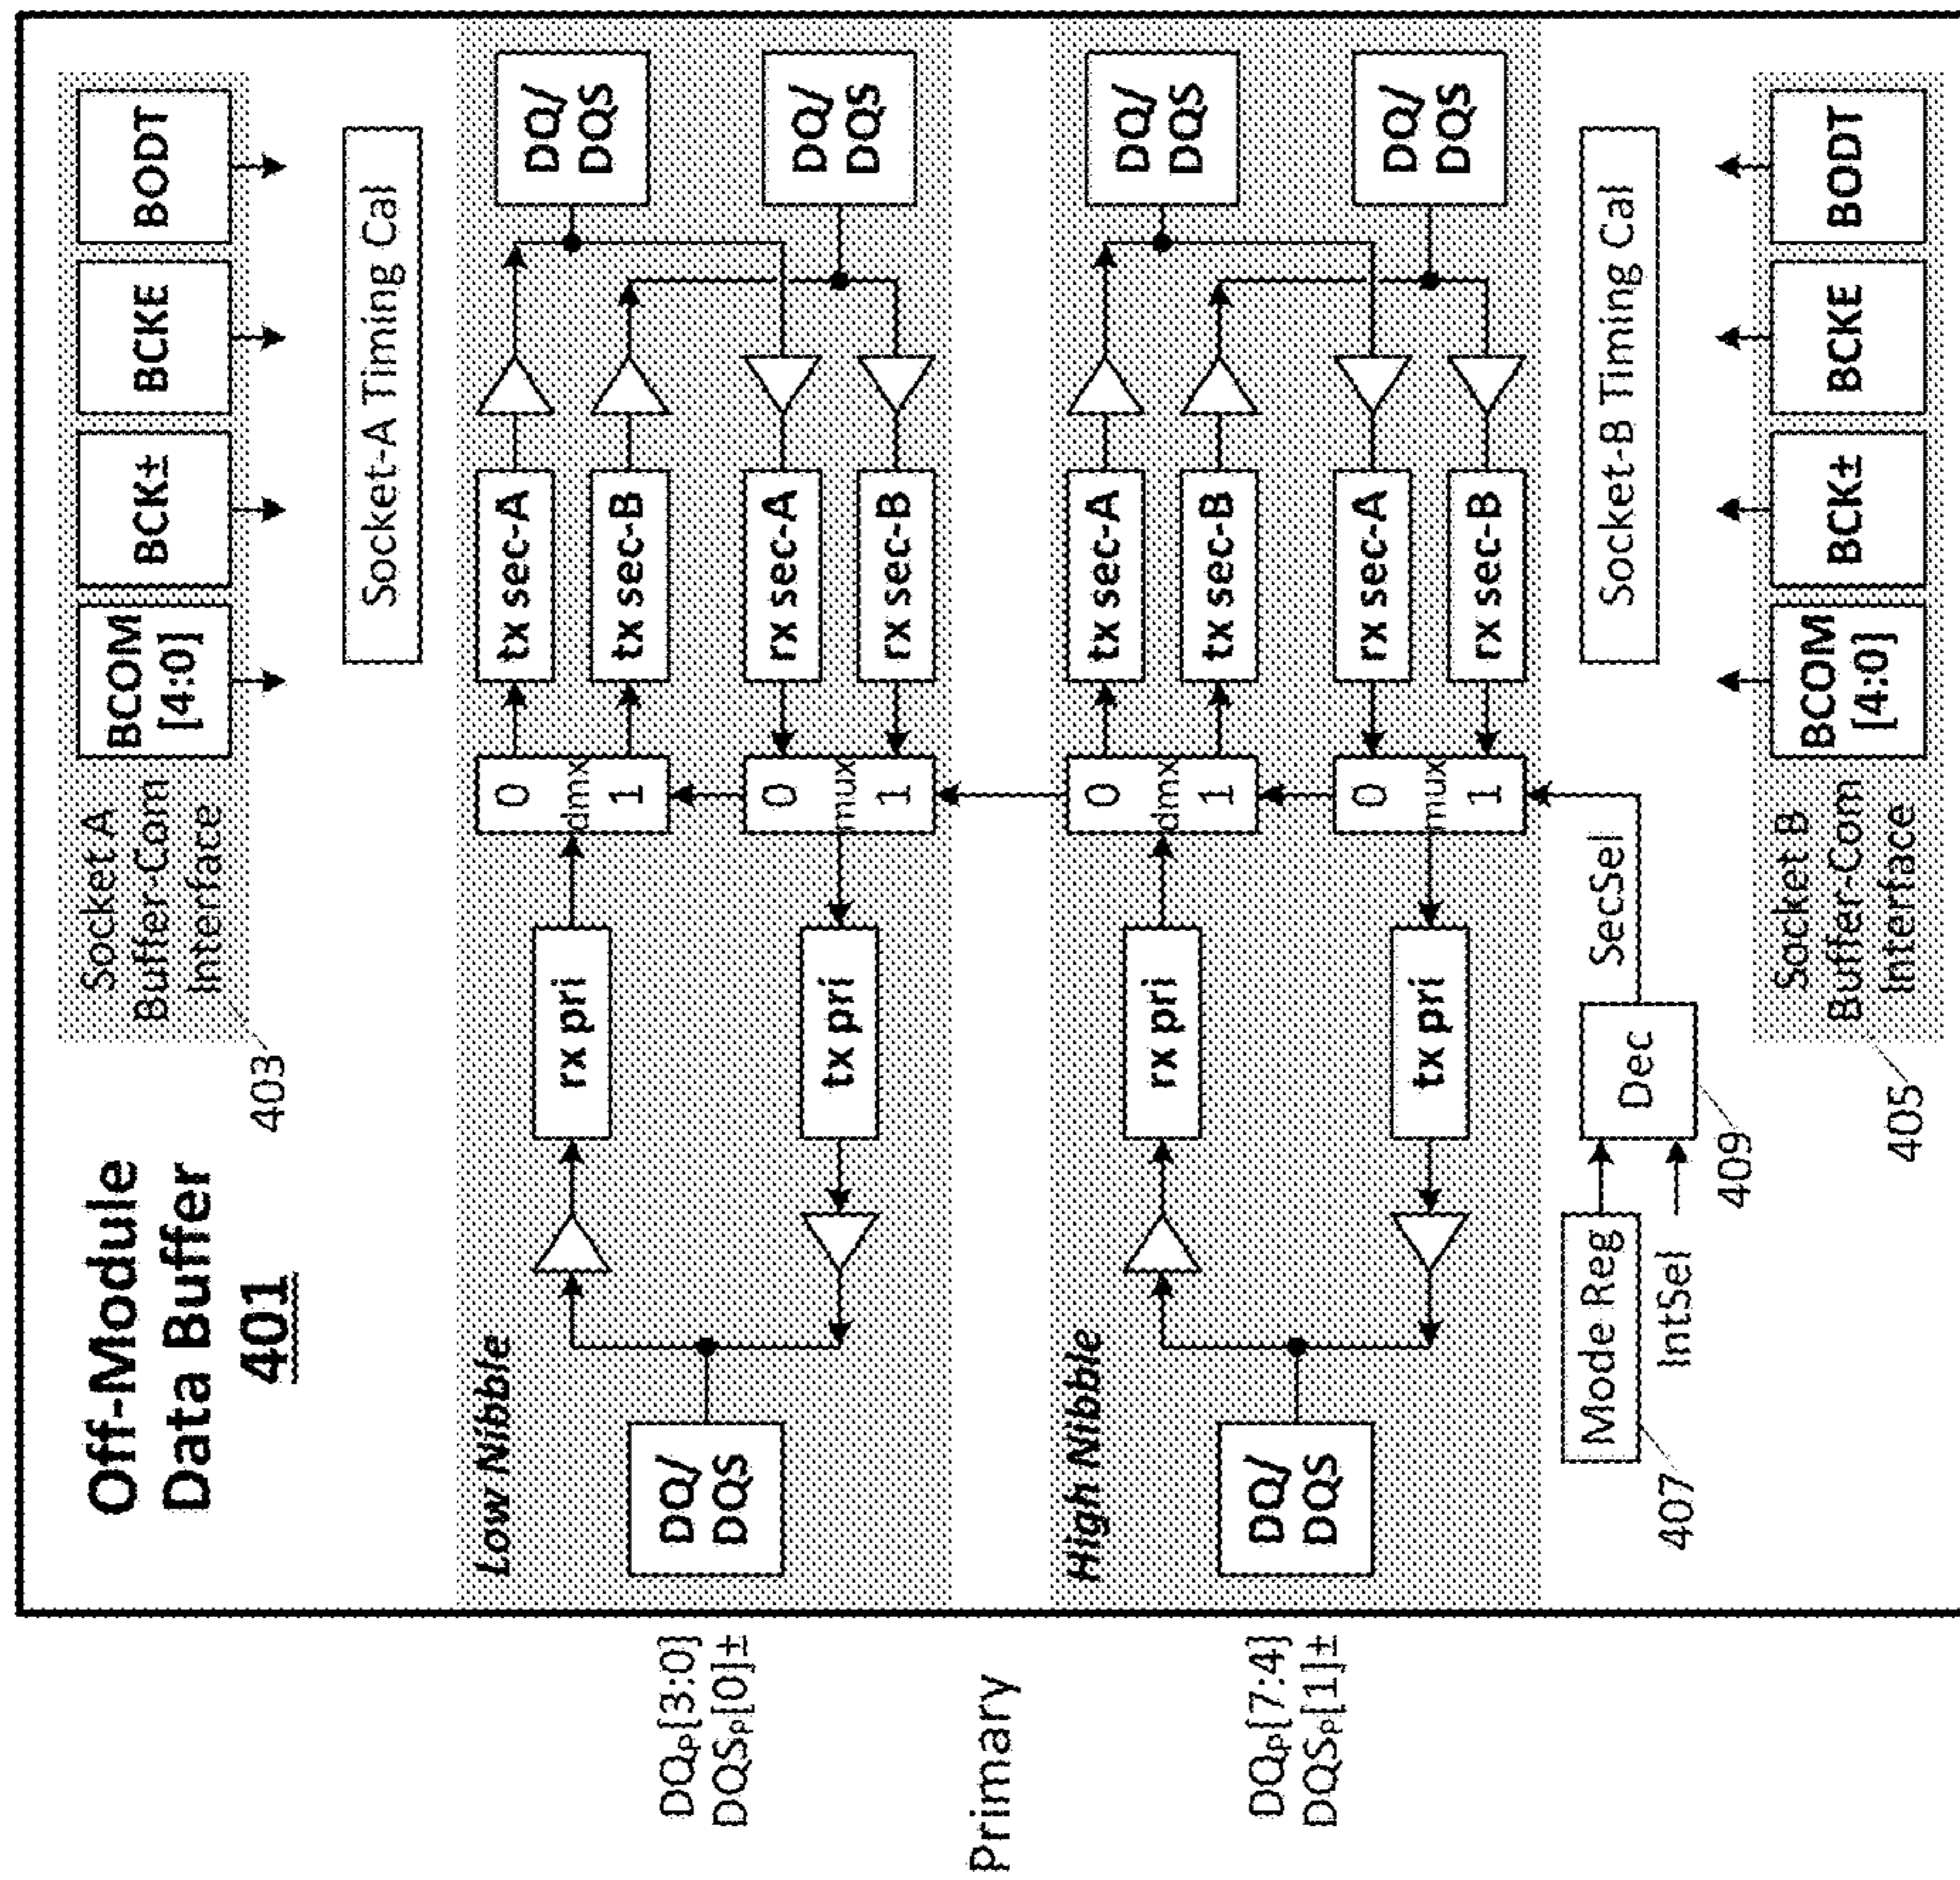 Off-Module
Data Buffer
401
Socket A
Buffer-Com
Interface
403
BCOM
[4:0]
BCK±
BCKE
BODT
Socket-A Timing Cal
Low Nibble
DQ/
DQS
rx pri
tx pri
0
dmx
1
0
mux
1
tx sec-A
tx sec-B
rx sec-A
rx sec-B
DQ/
DQS
DQ/
DQS
DQP[3:0]
DQSP[0]±
Primary
DQP[7:4]
DQSP[1]±
High Nibble
DQ/
DQS
rx pri
tx pri
0
dmx
1
0
mux
1
tx sec-A
tx sec-B
rx sec-A
rx sec-B
DQ/
DQS
DQ/
DQS
Mode Reg
IntSel
407
Dec
409
SecSel
Socket-B Timing Cal
Socket B
Buffer-Com
Interface
405
BCOM
[4:0]
BCK±
BCKE
BODT